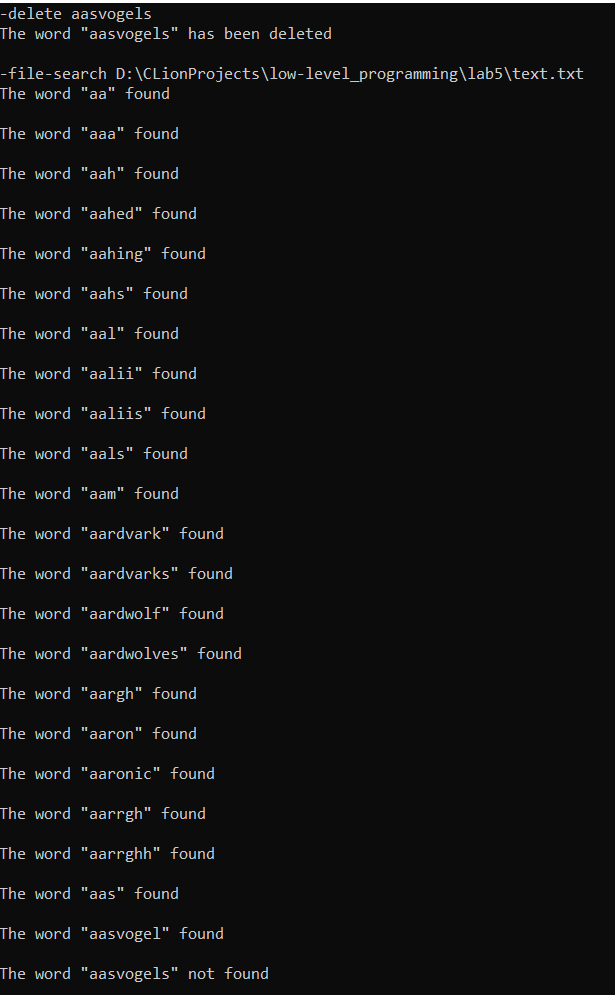 -delete aasvogels
The word "aasvogels" has been deleted
-file-search D:\CLionProjects\low-level_programming\lab5\text.txt
The word "aa" found
The word "aaa" found
The word "aah" found
The word "aahed" found
The word "aahing" found
The word "aahs" found
The word "aal" found
The word "aalii" found
The word "aaliis" found
The word "aals" found
The word "aam" found
The word "aardvark" found
The word "aardvarks" found
The word "aardwolf" found
The word "aardwolves" found
The word "aargh" found
The word "aaron" found
The word "aaronic" found
The word "aarrgh" found
The word "aarrghh" found
The word "aas" found
The word "aasvogel" found
The word "aasvogels" not found